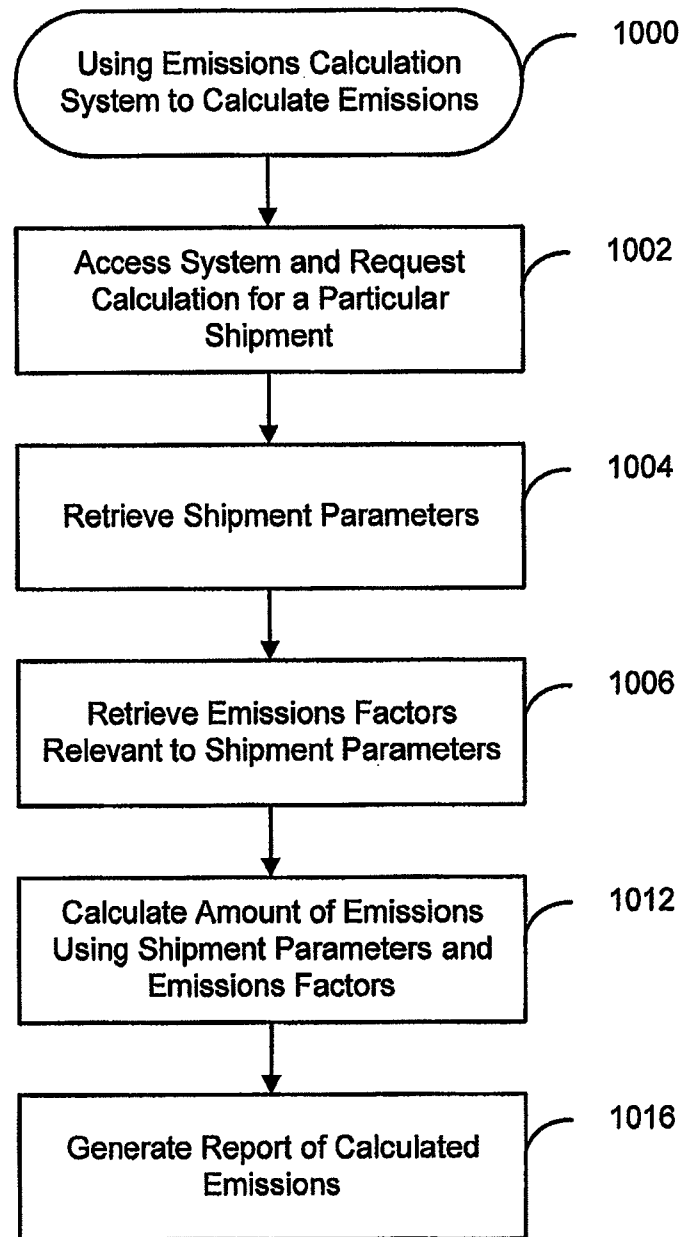 Using Emissions Calculation
System to Calculate Emissions
1000
Access System and Request
Calculation for a Particular
Shipment
1002
Retrieve Shipment Parameters
1004
Retrieve Emissions Factors
Relevant to Shipment Parameters
1006
Calculate Amount of Emissions
Using Shipment Parameters and
Emissions Factors
1012
Generate Report of Calculated
Emissions
1016